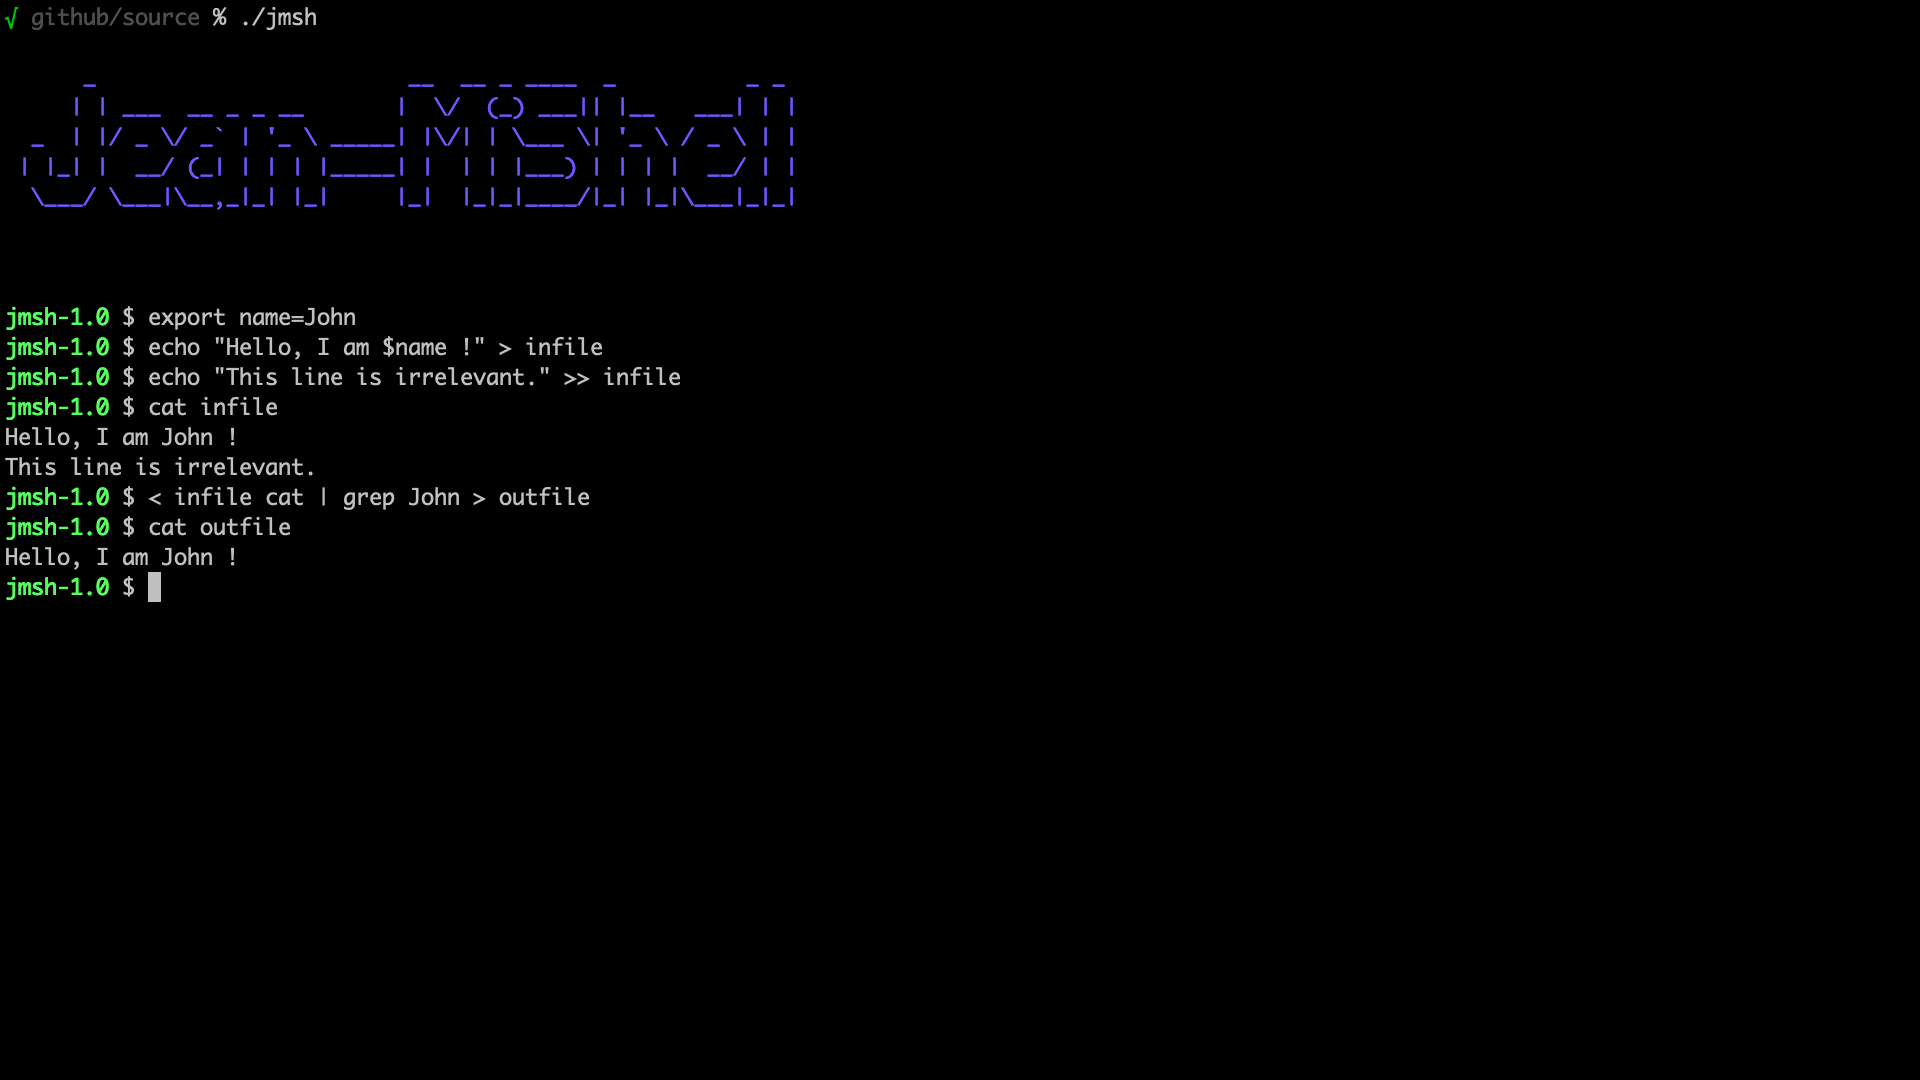 √ github/source % ./jmsh
Jean-MiShell
jmsh-1.0 $ export name=John
jmsh-1.0 $ echo "Hello, I am $name !" > infile
jmsh-1.0 $ echo "This line is irrelevant." >> infile
jmsh-1.0 $ cat infile
Hello, I am John !
This line is irrelevant.
jmsh-1.0 $ < infile cat | grep John > outfile
jmsh-1.0 $ cat outfile
Hello, I am John !
jmsh-1.0 $